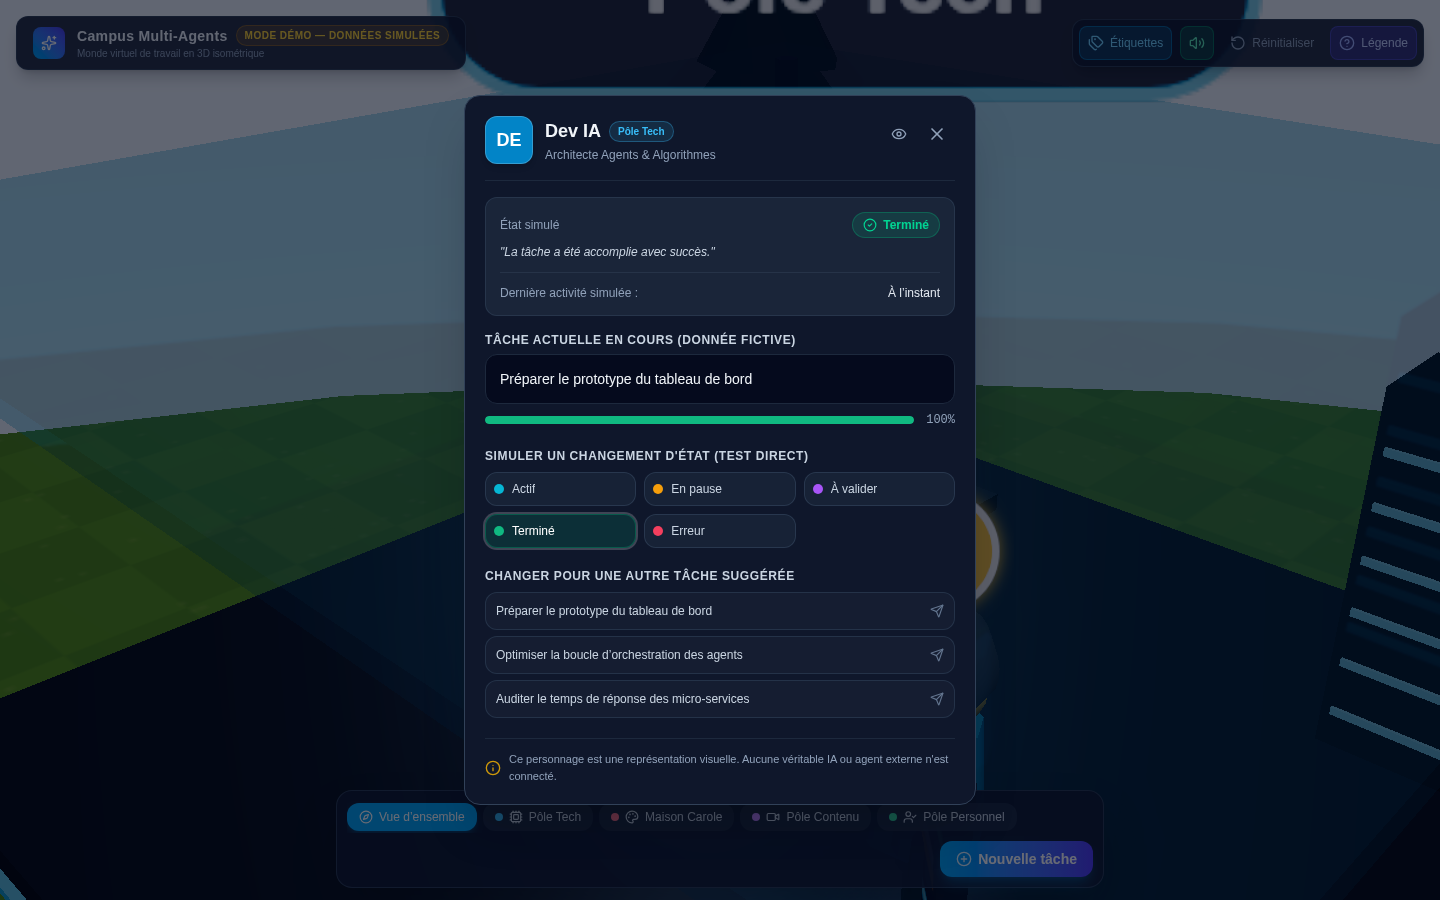 Pôle Tech
Campus Multi-Agents
MODE DÉMO — DONNÉES SIMULÉES
Monde virtuel de travail en 3D isométrique
Étiquettes
Réinitialiser
Légende
DE
Dev IA
Pôle Tech
Architecte Agents & Algorithmes
État simulé
Terminé
"La tâche a été accomplie avec succès."
Dernière activité simulée :
À l’instant
TÂCHE ACTUELLE EN COURS (DONNÉE FICTIVE)
Préparer le prototype du tableau de bord
100%
SIMULER UN CHANGEMENT D'ÉTAT (TEST DIRECT)
Actif
En pause
À valider
Terminé
Erreur
CHANGER POUR UNE AUTRE TÂCHE SUGGÉRÉE
Préparer le prototype du tableau de bord
Optimiser la boucle d’orchestration des agents
Auditer le temps de réponse des micro-services
Ce personnage est une représentation visuelle. Aucune véritable IA ou agent externe n'est
connecté.
Vue d’ensemble
Pôle Tech
Maison Carole
Pôle Contenu
Pôle Personnel
Nouvelle tâche